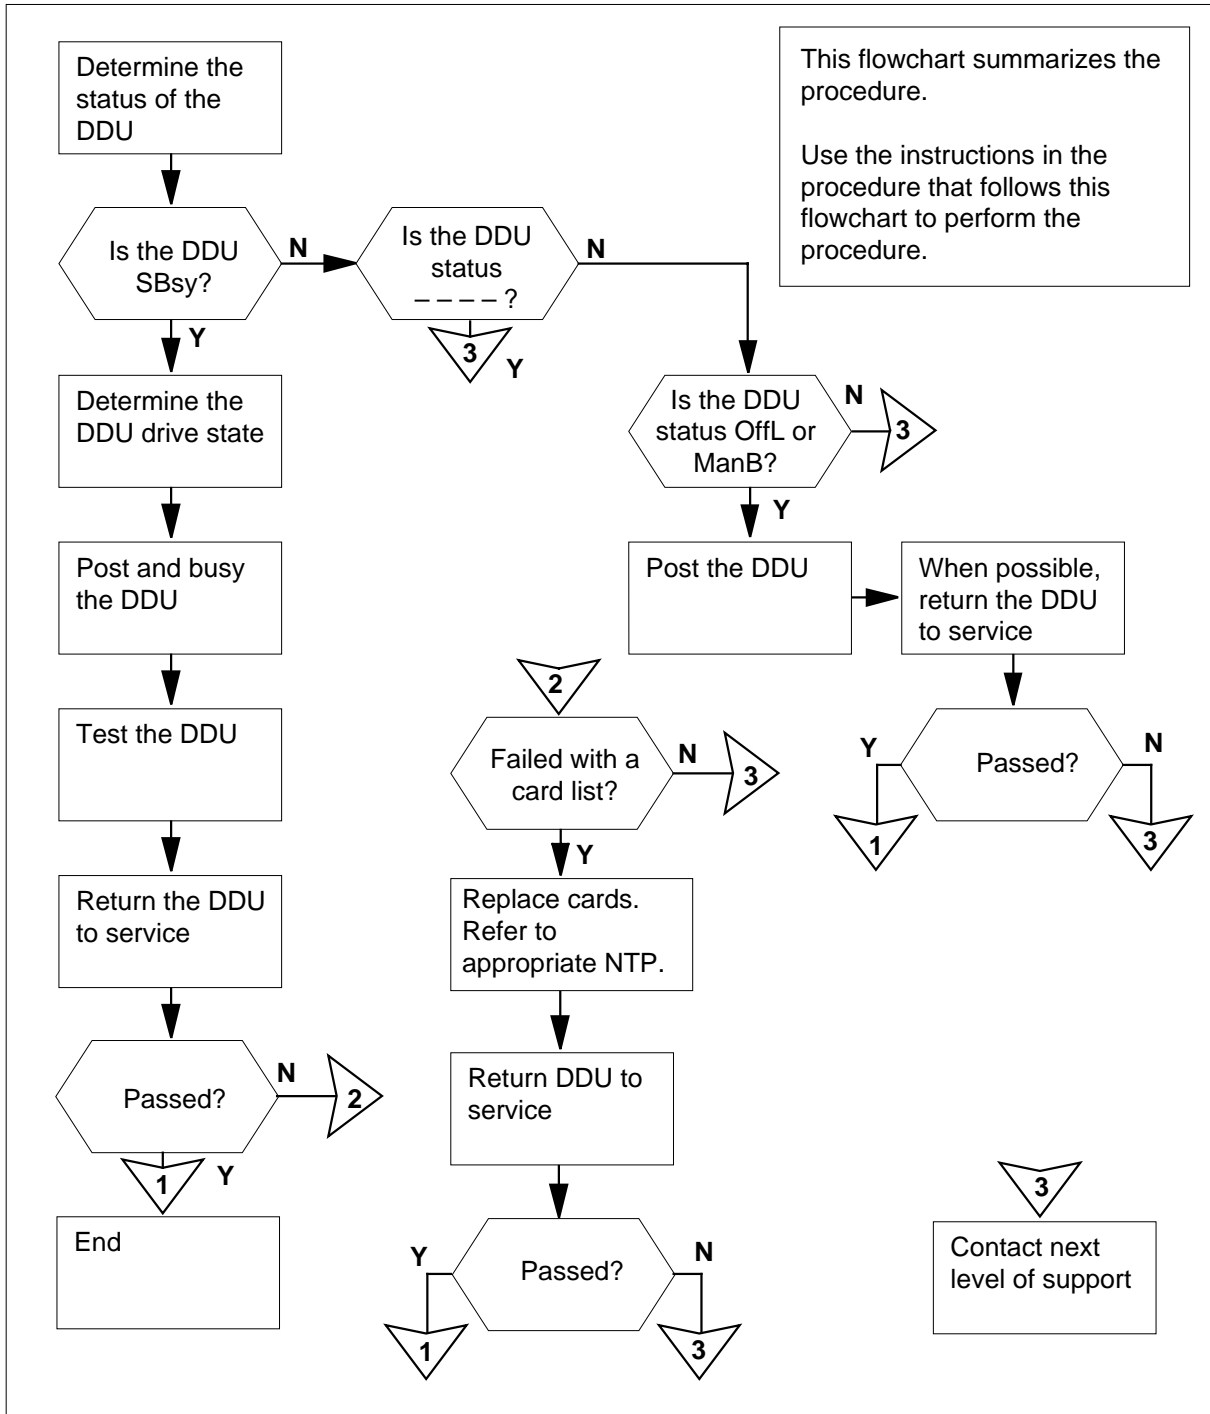 Determine the
status of the
DDU
This flowchart summarizes the
procedure.
Use the instructions in the
procedure that follows this
flowchart to perform the
procedure.
Is the DDU
SBsy?
N
Is the DDU
status
– – – – ?
N
Y
3
Y
Determine the
DDU drive state
Is the DDU
status OffL or
ManB?
N
3
Y
Post and busy
the DDU
Post the DDU
When possible,
return the DDU
to service
2
Test the DDU
Failed with a
card list?
N
3
Y
Passed?
N
1
3
Y
Return the DDU
to service
Replace cards.
Refer to
appropriate NTP.
Passed?
N
2
Return DDU to
service
1
Y
3
End
Y
Passed?
N
Contact next
level of support
1
3